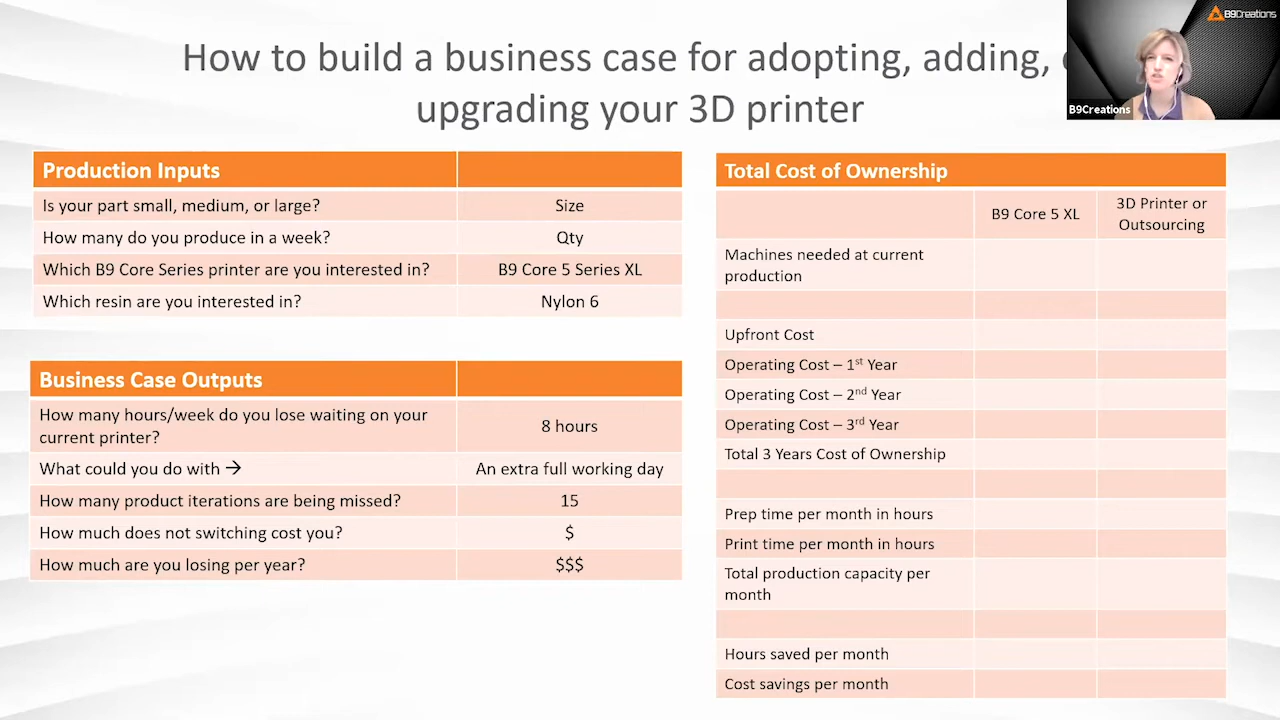 How to build a business case for adopting, adding,
upgrading your 3D printer
B9Creations
B9Creations
Production Inputs
Is your part small, medium, or large? Size
How many do you produce in a week? Qty
Which B9 Core Series printer are you interested in? B9 Core 5 Series XL
Which resin are you interested in? Nylon 6
Business Case Outputs
How many hours/week do you lose waiting on your
current printer?
8 hours
What could you do with → An extra full working day
How many product iterations are being missed? 15
How much does not switching cost you? $
How much are you losing per year? $$$
Total Cost of Ownership
B9 Core 5 XL
3D Printer or
Outsourcing
Machines needed at current
production
Upfront Cost
Operating Cost – 1st Year
Operating Cost – 2nd Year
Operating Cost – 3rd Year
Total 3 Years Cost of Ownership
Prep time per month in hours
Print time per month in hours
Total production capacity per
month
Hours saved per month
Cost savings per month